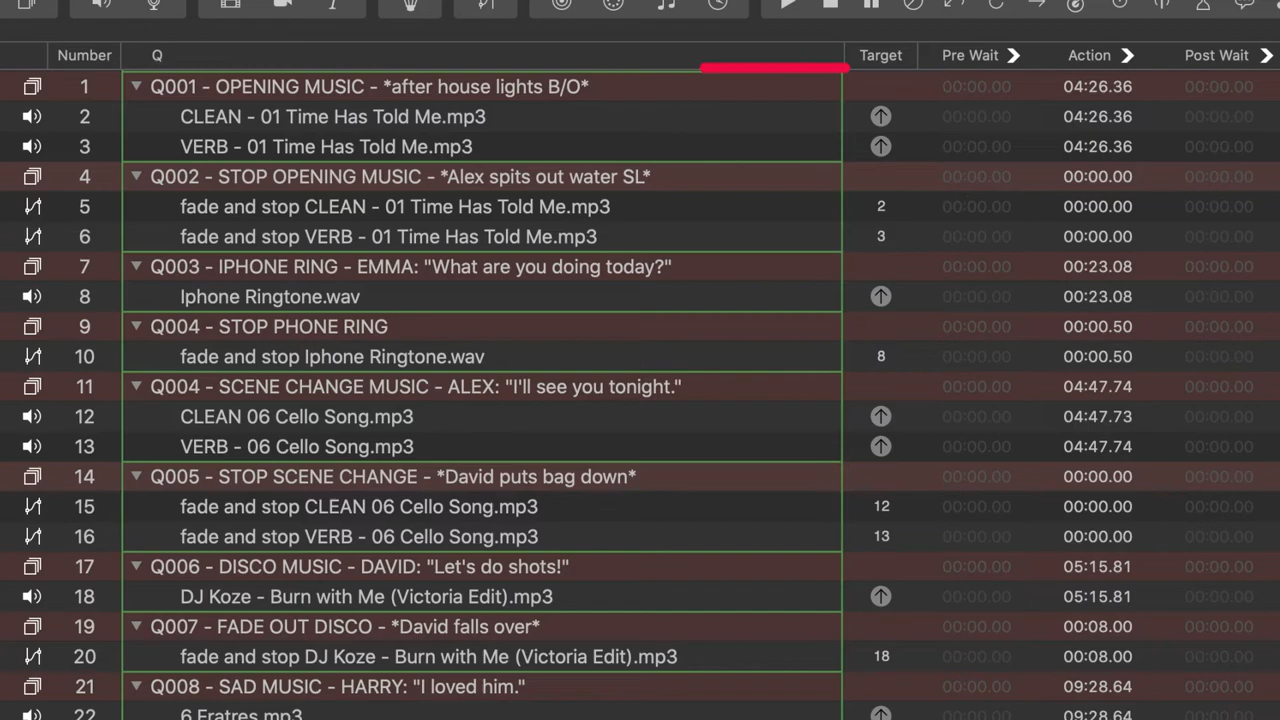 Number Q Target Pre Wait Action Post Wait
1 Q001 - OPENING MUSIC - *after house lights B/O* 00:00.00 04:26.36 00:00.00
2 CLEAN - 01 Time Has Told Me.mp3 00:00.00 04:26.36 00:00.00
3 VERB - 01 Time Has Told Me.mp3 00:00.00 04:26.36 00:00.00
4 Q002 - STOP OPENING MUSIC - *Alex spits out water SL* 00:00.00 00:00.00 00:00.00
5 fade and stop CLEAN - 01 Time Has Told Me.mp3 2 00:00.00 00:00.00 00:00.00
6 fade and stop VERB - 01 Time Has Told Me.mp3 3 00:00.00 00:00.00 00:00.00
7 Q003 - IPHONE RING - EMMA: "What are you doing today?" 00:00.00 00:23.08 00:00.00
8 Iphone Ringtone.wav 00:00.00 00:23.08 00:00.00
9 Q004 - STOP PHONE RING 00:00.00 00:00.50 00:00.00
10 fade and stop Iphone Ringtone.wav 8 00:00.00 00:00.50 00:00.00
11 Q004 - SCENE CHANGE MUSIC - ALEX: "I'll see you tonight." 00:00.00 04:47.74 00:00.00
12 CLEAN 06 Cello Song.mp3 00:00.00 04:47.73 00:00.00
13 VERB - 06 Cello Song.mp3 00:00.00 04:47.74 00:00.00
14 Q005 - STOP SCENE CHANGE - *David puts bag down* 00:00.00 00:00.00 00:00.00
15 fade and stop CLEAN 06 Cello Song.mp3 12 00:00.00 00:00.00 00:00.00
16 fade and stop VERB - 06 Cello Song.mp3 13 00:00.00 00:00.00 00:00.00
17 Q006 - DISCO MUSIC - DAVID: "Let's do shots!" 00:00.00 05:15.81 00:00.00
18 DJ Koze - Burn with Me (Victoria Edit).mp3 00:00.00 05:15.81 00:00.00
19 Q007 - FADE OUT DISCO - *David falls over* 00:00.00 00:08.00 00:00.00
20 fade and stop DJ Koze - Burn with Me (Victoria Edit).mp3 18 00:00.00 00:08.00 00:00.00
21 Q008 - SAD MUSIC - HARRY: "I loved him." 00:00.00 09:28.64 00:00.00
22 6 Fratres.mp3 00:00.00 09:28.64 00:00.00